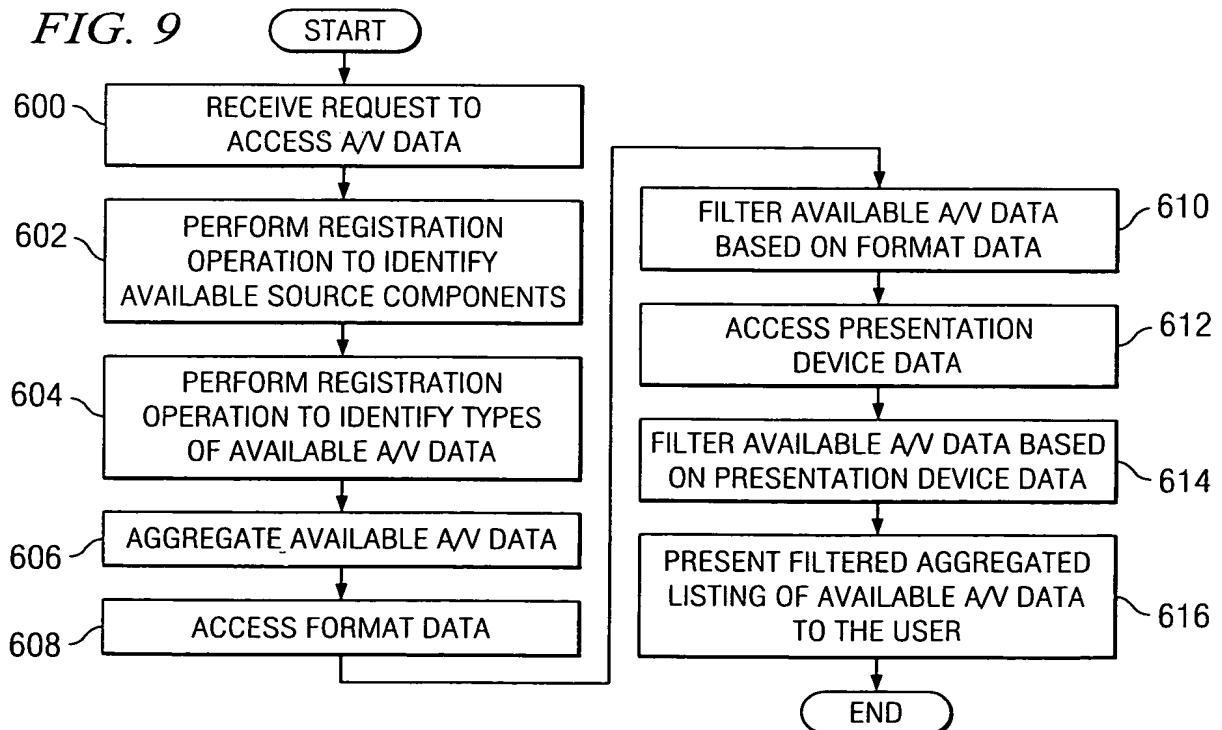 FIG. 9
START
600
RECEIVE REQUEST TO
ACCESS A/V DATA
602
PERFORM REGISTRATION
OPERATION TO IDENTIFY
AVAILABLE SOURCE COMPONENTS
604
PERFORM REGISTRATION
OPERATION TO IDENTIFY TYPES
OF AVAILABLE A/V DATA
606
AGGREGATE AVAILABLE A/V DATA
608
ACCESS FORMAT DATA
FILTER AVAILABLE A/V DATA
BASED ON FORMAT DATA
610
ACCESS PRESENTATION
DEVICE DATA
612
FILTER AVAILABLE A/V DATA BASED
ON PRESENTATION DEVICE DATA
614
PRESENT FILTERED AGGREGATED
LISTING OF AVAILABLE A/V DATA
TO THE USER
616
END